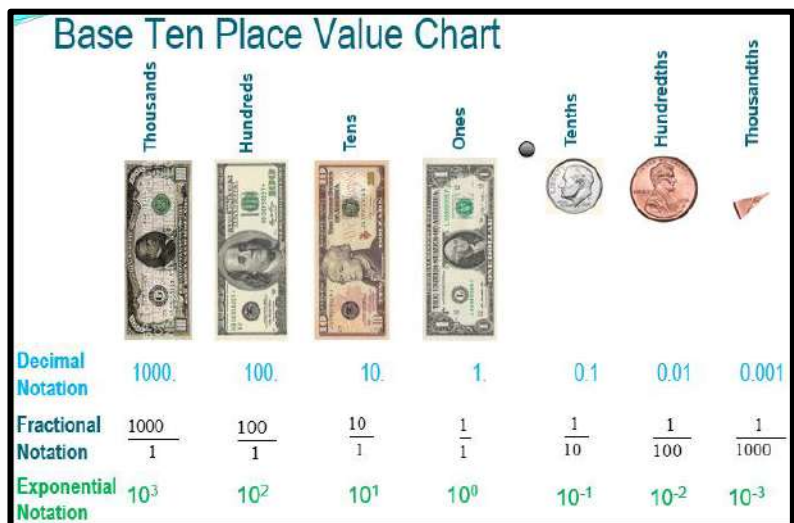 Base Ten Place Value Chart
Thousands
Hundreds
Tens
Ones
Tenths
Hundredths
Thousandths
Decimal
Notation
1000. 100. 10. 1. 0.1 0.01 0.001
Fractional
Notation
1000/1 100/1 10/1 1/1 1/10 1/100 1/1000
Exponential
Notation
10³ 10² 10¹ 10⁰ 10⁻¹ 10⁻² 10⁻³